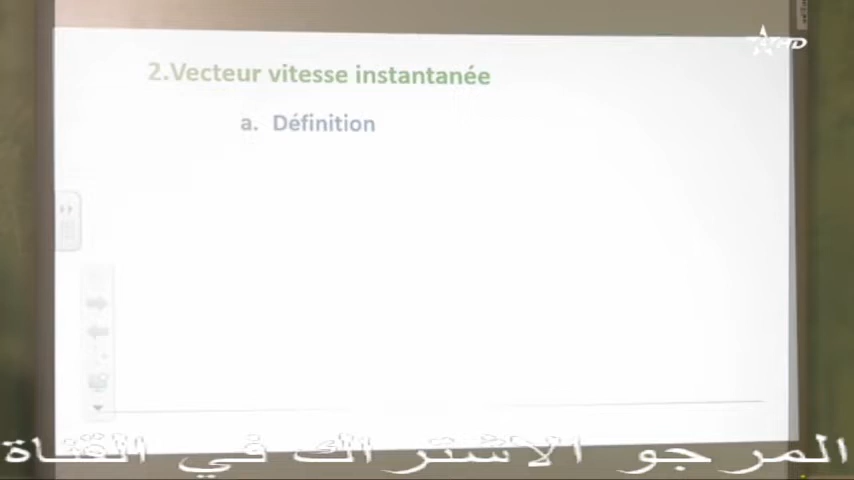 2.Vecteur vitesse instantanée
a. Définition
المرجو الاشتراك في القناة